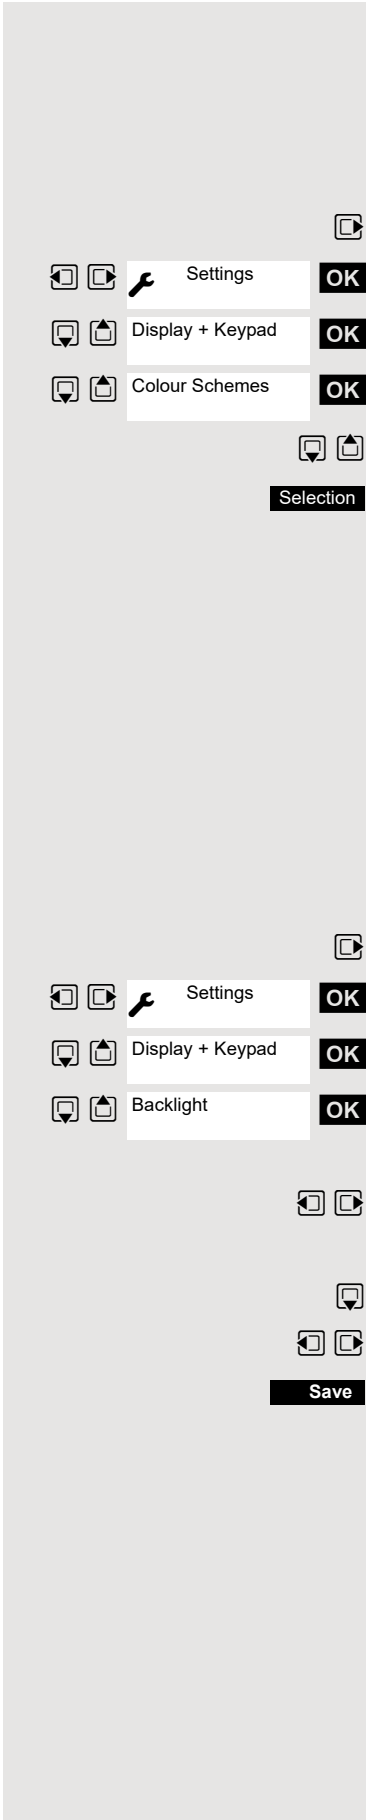 Settings OK
Display + Keypad OK
Colour Schemes OK
Selection
Settings OK
Display + Keypad OK
Backlight OK
Save